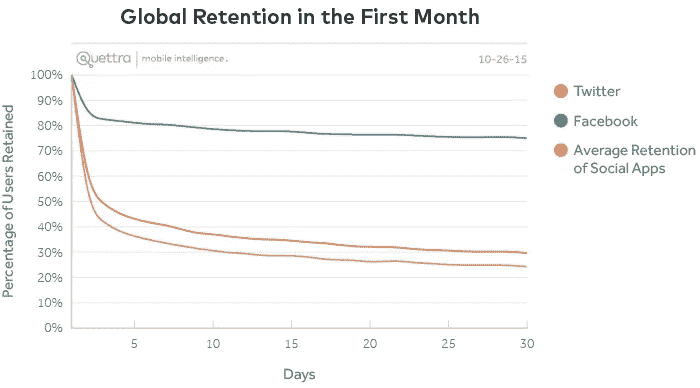 Global Retention in the First Month
Quettra | mobile intelligence.
10-26-15
Percentage of Users Retained
100%
90%
80%
70%
60%
50%
40%
30%
20%
10%
0%
5
10
15
20
25
30
Days
Twitter
Facebook
Average Retention
of Social Apps